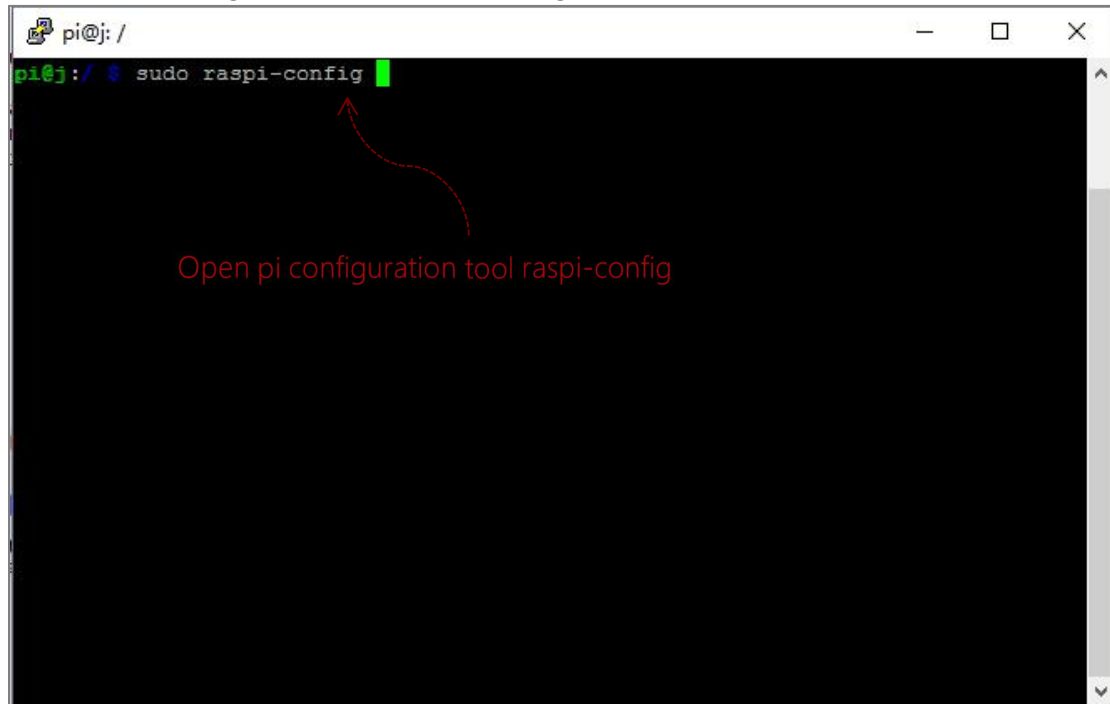 pi@j: /
pi@j:/ $ sudo raspi-config
Open pi configuration tool raspi-config